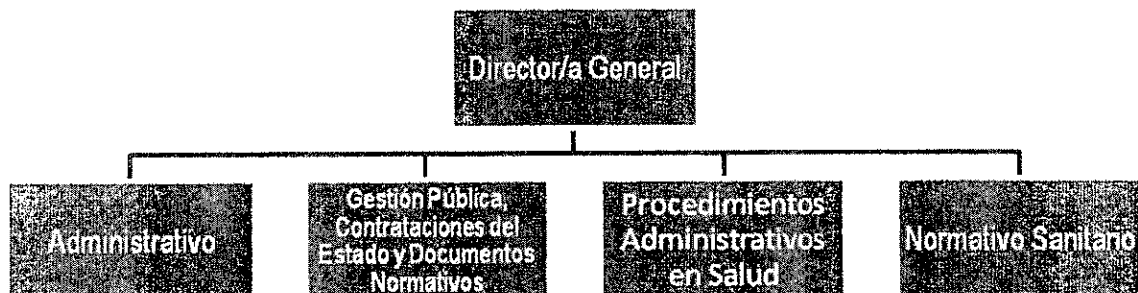 Director/a General
Administrativo
Gestión Pública,
Contrataciones del
Estado y Documentos
Normativos
Procedimientos
Administrativos
en Salud
Normativo Sanitario